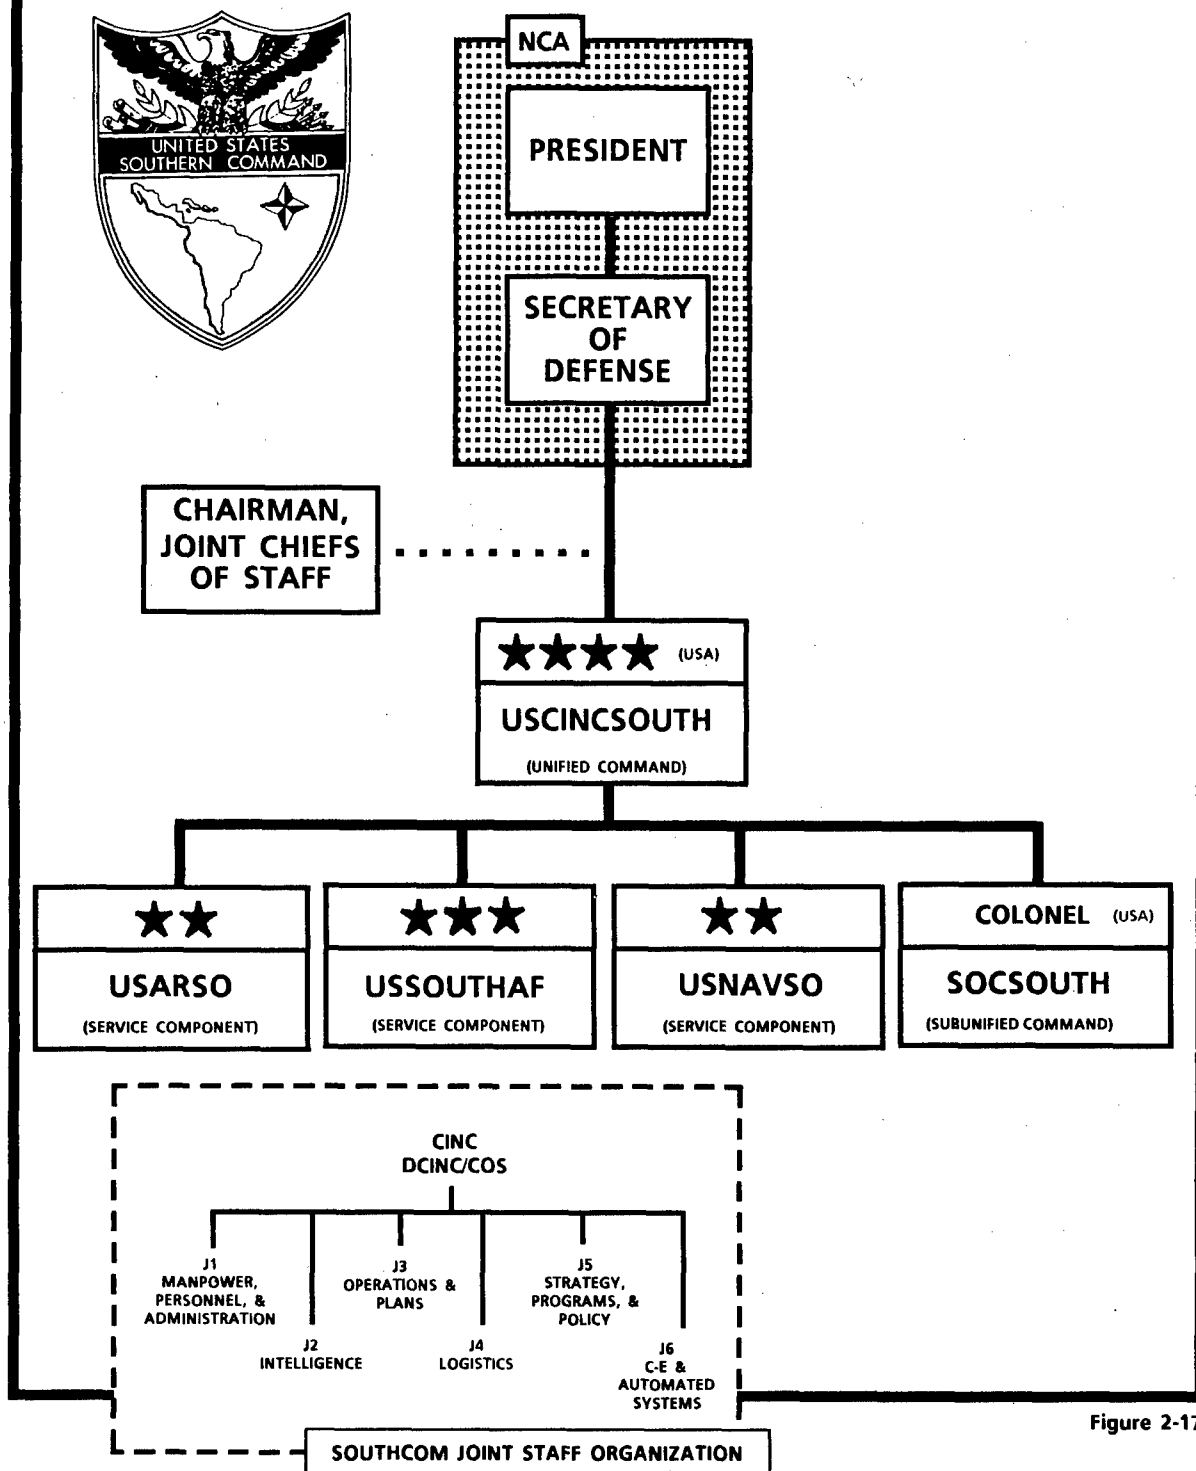 UNITED STATES
SOUTHERN COMMAND
NCA
PRESIDENT
SECRETARY
OF
DEFENSE
CHAIRMAN,
JOINT CHIEFS
OF STAFF
(USA)
USCINCSOUTH
(UNIFIED COMMAND)
USARSO
(SERVICE COMPONENT)
USSOUTHAF
(SERVICE COMPONENT)
USNAVSO
(SERVICE COMPONENT)
COLONEL (USA)
SOCSOUTH
(SUBUNIFIED COMMAND)
CINC
DCINC/COS
J1
MANPOWER,
PERSONNEL, &
ADMINISTRATION
J2
INTELLIGENCE
J3
OPERATIONS &
PLANS
J4
LOGISTICS
J5
STRATEGY,
PROGRAMS, &
POLICY
J6
C-E &
AUTOMATED
SYSTEMS
Figure 2-17
SOUTHCOM JOINT STAFF ORGANIZATION